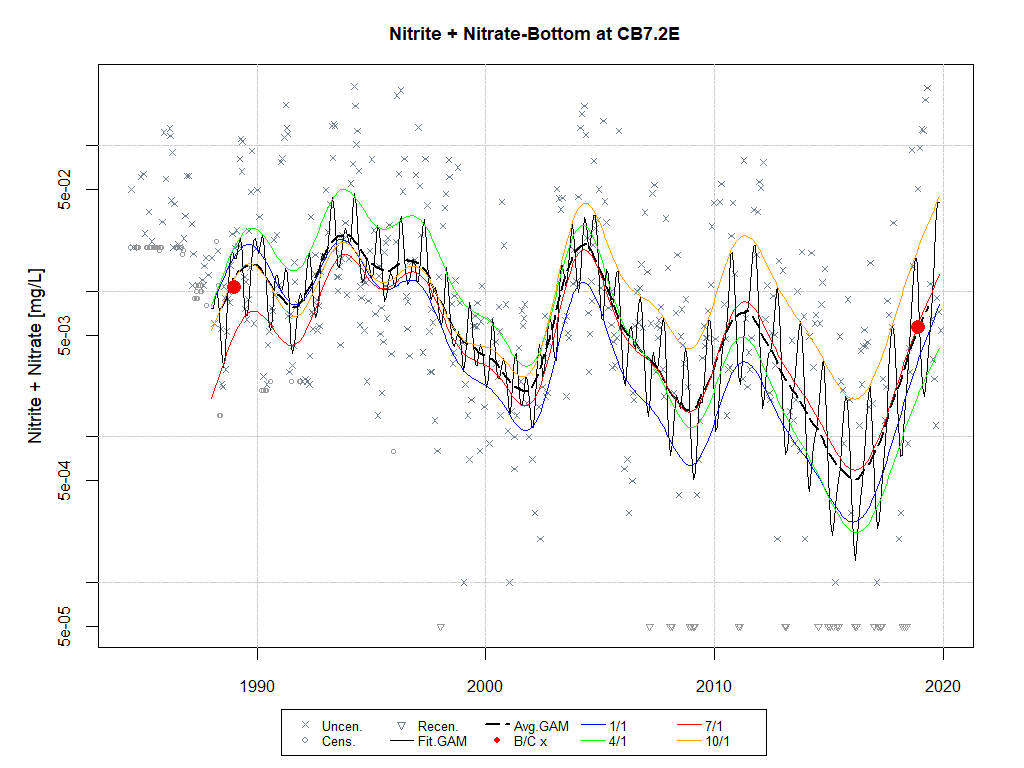 Nitrite + Nitrate-Bottom at CB7.2E
Nitrite + Nitrate [mg/L]
5e-02
5e-03
5e-04
5e-05
1990 2000 2010 2020
Uncen. Recen. Avg.GAM 1/1 7/1
Cens. Fit.GAM B/C x 4/1 10/1